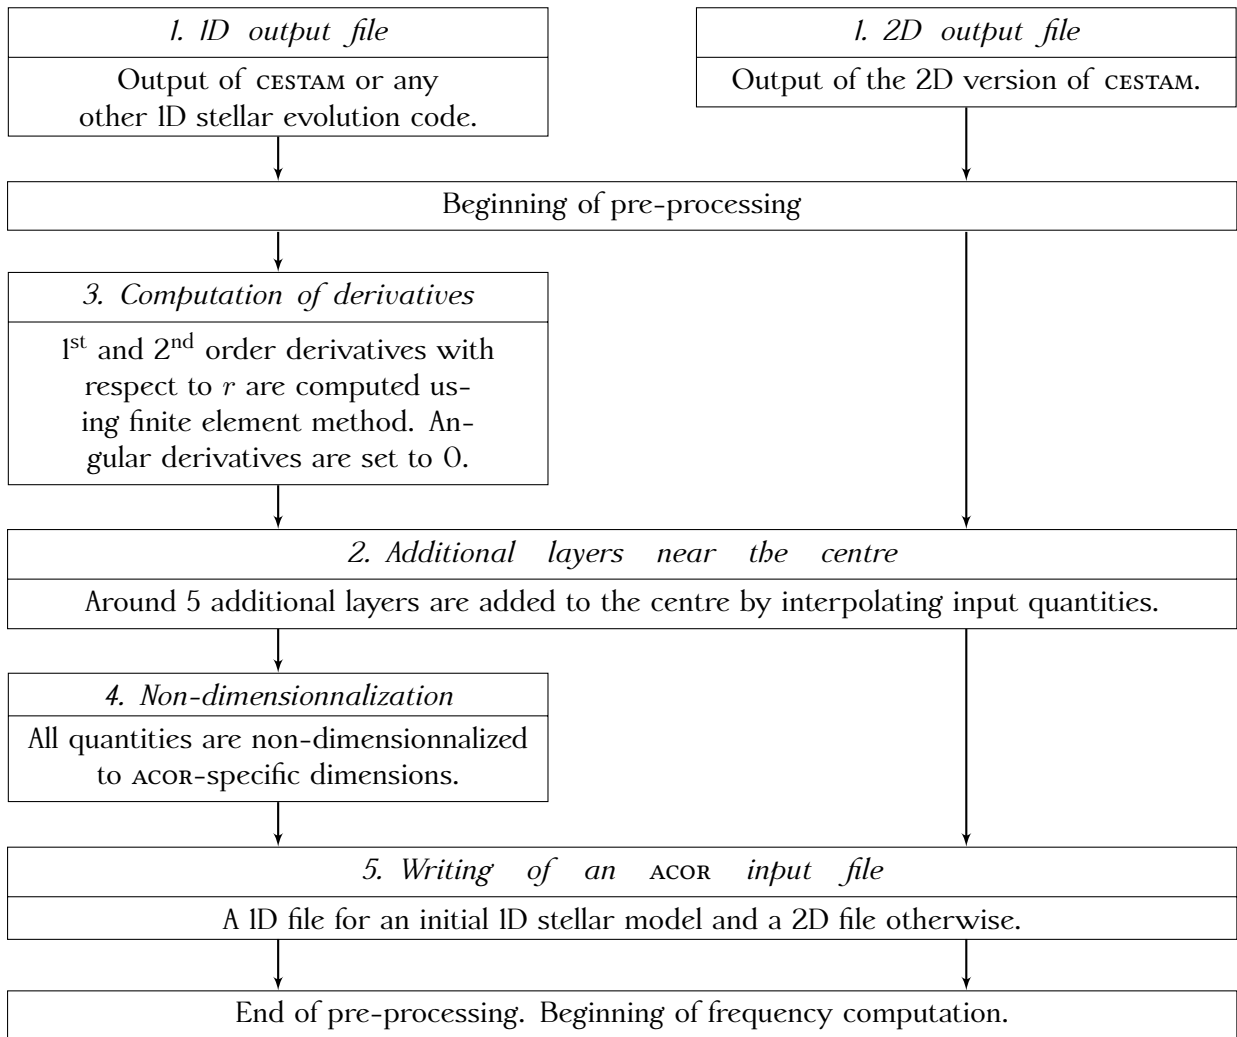 1. 1D output file
Output of CESTAM or any
other 1D stellar evolution code.
1. 2D output file
Output of the 2D version of CESTAM.
Beginning of pre-processing
3. Computation of derivatives
1st and 2nd order derivatives with
respect to r are computed us-
ing finite element method. An-
gular derivatives are set to 0.
2. Additional layers near the centre
Around 5 additional layers are added to the centre by interpolating input quantities.
4. Non-dimensionnalization
All quantities are non-dimensionnalized
to ACOR-specific dimensions.
5. Writing of an ACOR input file
A 1D file for an initial 1D stellar model and a 2D file otherwise.
End of pre-processing. Beginning of frequency computation.